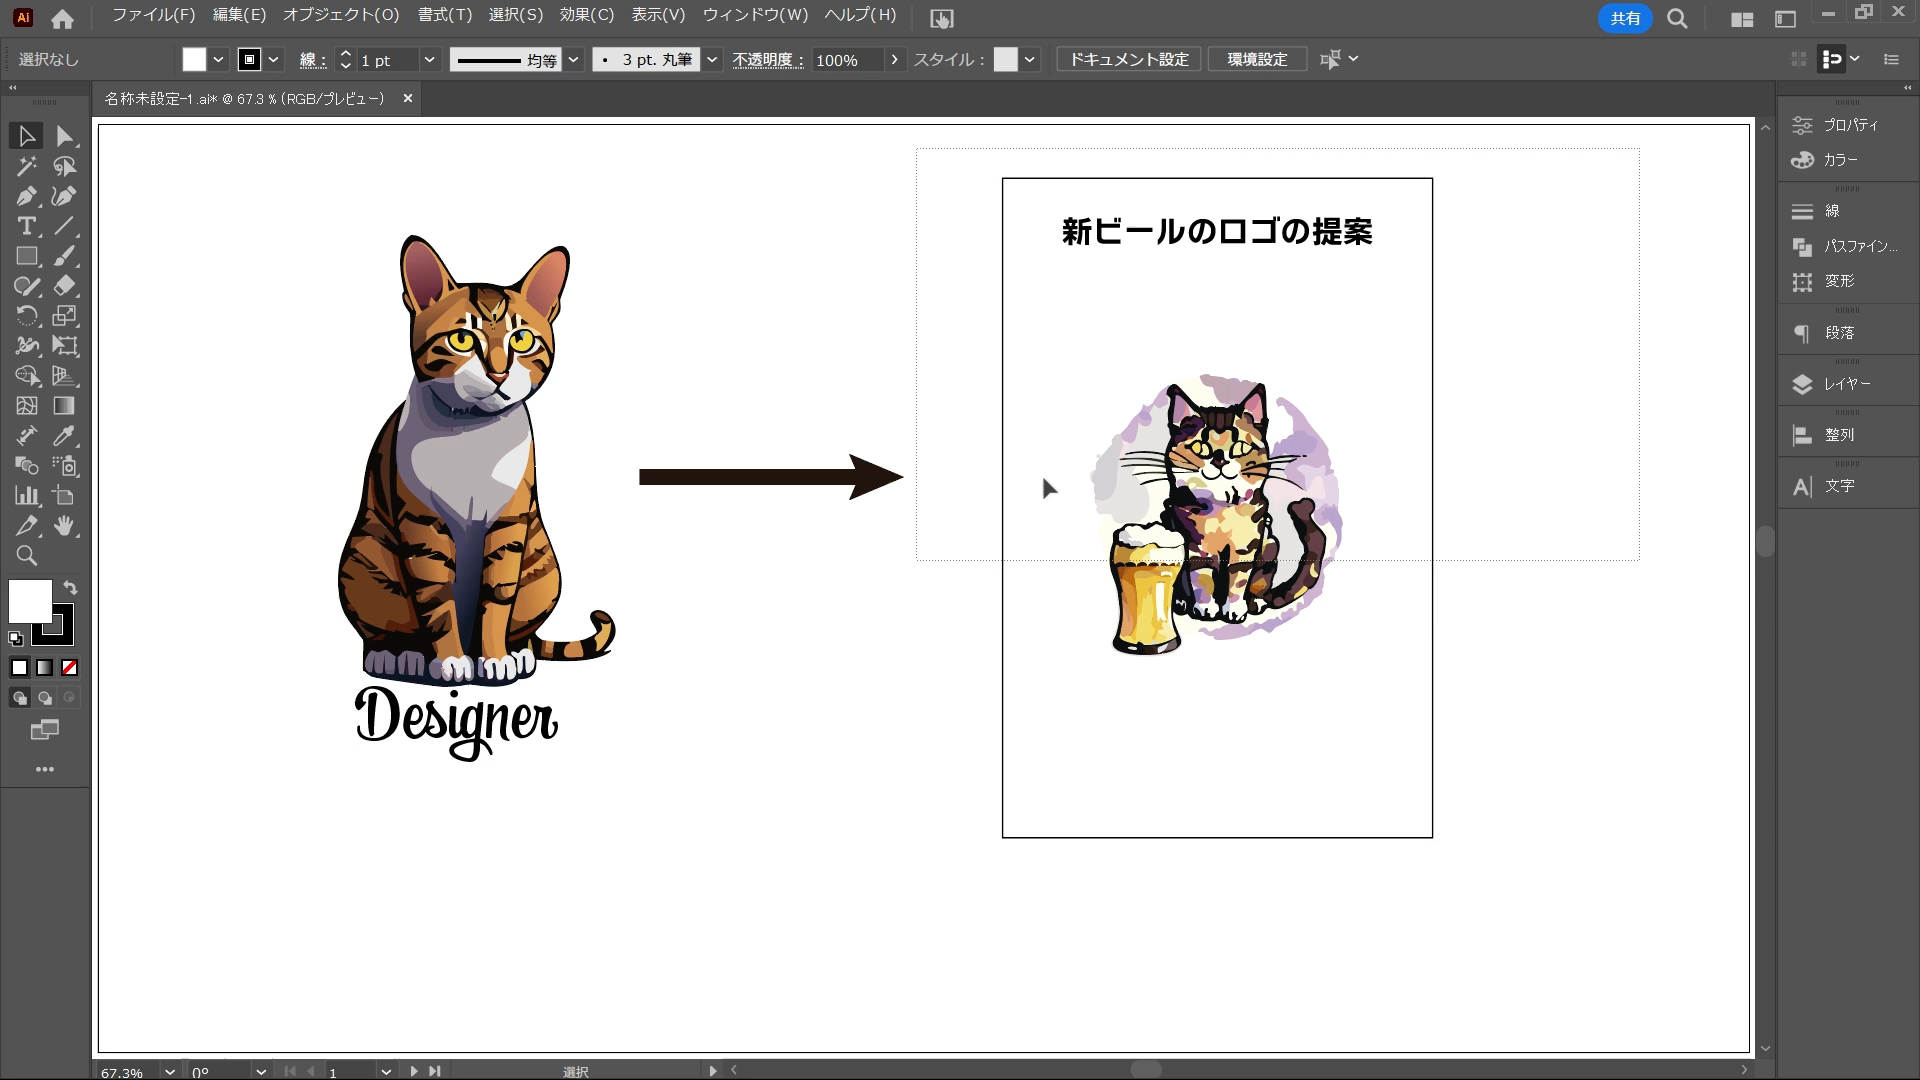 Ai
ファイル(F) 編集(E) オブジェクト(O) 書式(T) 選択(S) 効果(C) 表示(V) ウィンドウ(W) ヘルプ(H)
共有
選択なし
線 :
1 pt
均等
3 pt. 丸筆
不透明度 :
100%
スタイル :
ドキュメント設定
環境設定
名称未設定-1.ai* @ 67.3 % (RGB/プレビュー)
新ビールのロゴの提案
Designer
プロパティ
カラー
線
パスファイン...
変形
段落
レイヤー
整列
文字
67.3%
0°
1
選択